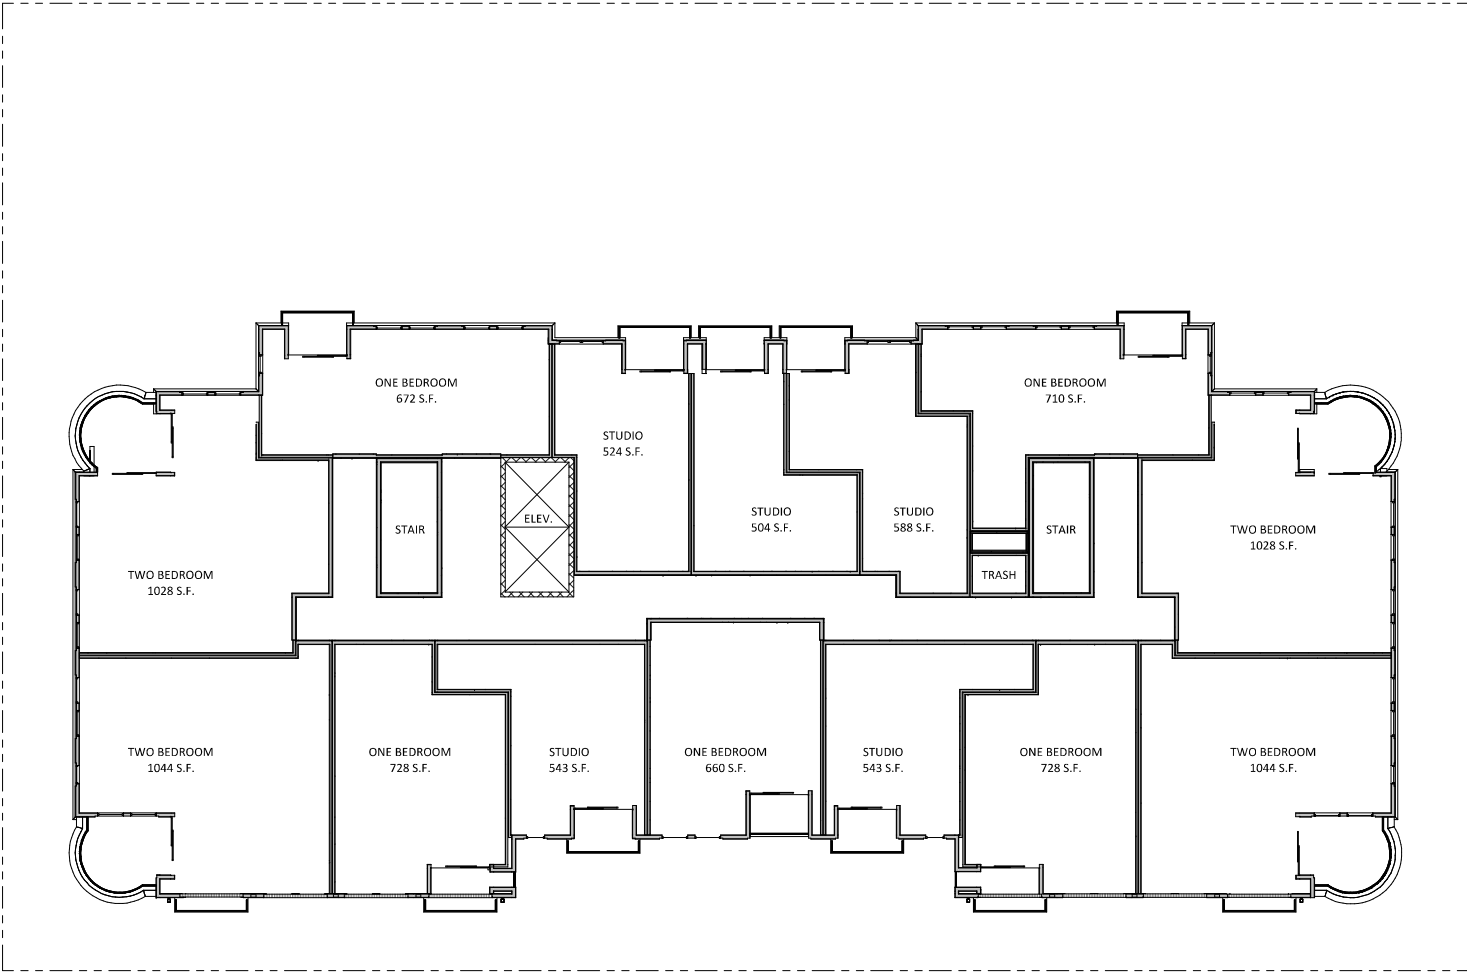 ONE BEDROOM
672 S.F.
ONE BEDROOM
710 S.F.
STUDIO
524 S.F.
STUDIO
504 S.F.
STUDIO
588 S.F.
ELEV.
STAIR
STAIR
TRASH
TWO BEDROOM
1028 S.F.
TWO BEDROOM
1028 S.F.
TWO BEDROOM
1044 S.F.
ONE BEDROOM
728 S.F.
STUDIO
543 S.F.
ONE BEDROOM
660 S.F.
STUDIO
543 S.F.
ONE BEDROOM
728 S.F.
TWO BEDROOM
1044 S.F.